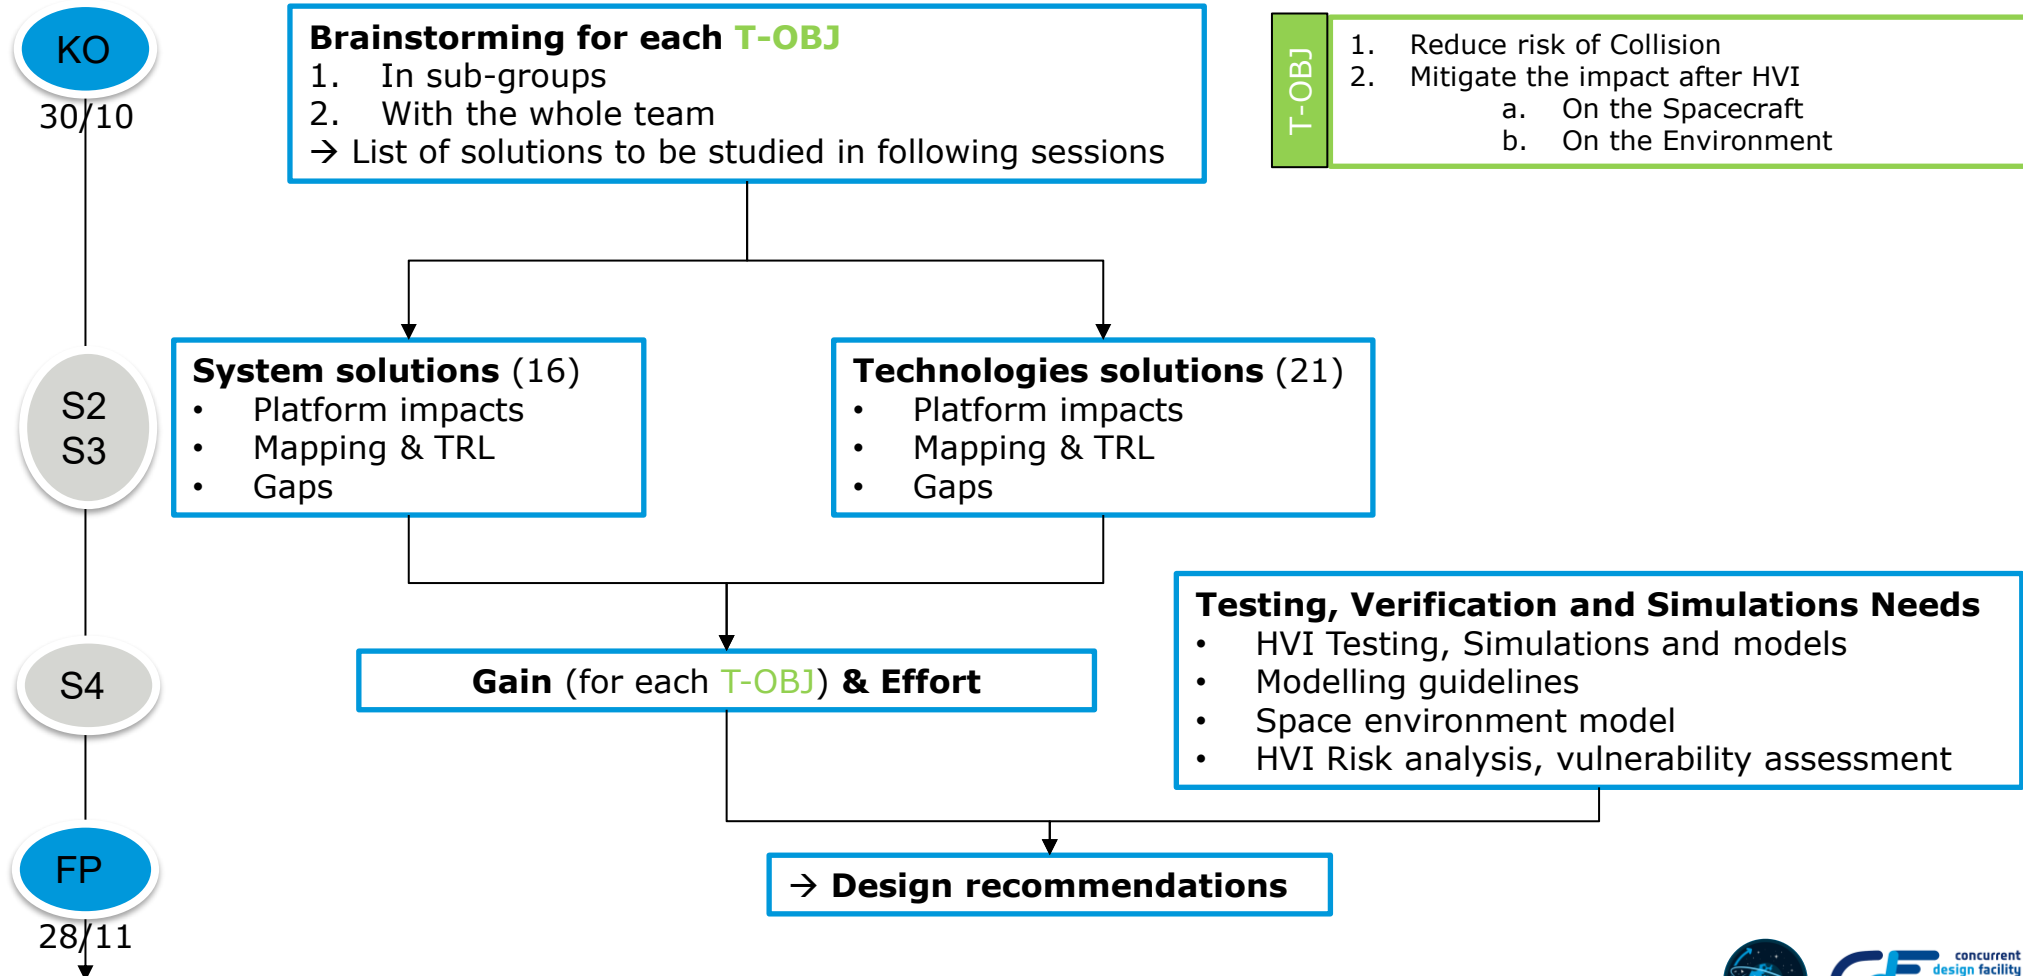 KO
30/10
Brainstorming for each T-OBJ
1. In sub-groups
2. With the whole team
→ List of solutions to be studied in following sessions
T-OBJ
1. Reduce risk of Collision
2. Mitigate the impact after HVI
a. On the Spacecraft
b. On the Environment
S2
S3
System solutions (16)
• Platform impacts
• Mapping & TRL
• Gaps
Technologies solutions (21)
• Platform impacts
• Mapping & TRL
• Gaps
S4
Gain (for each T-OBJ) & Effort
Testing, Verification and Simulations Needs
• HVI Testing, Simulations and models
• Modelling guidelines
• Space environment model
• HVI Risk analysis, vulnerability assessment
FP
28/11
→ Design recommendations
concurrent
design facility